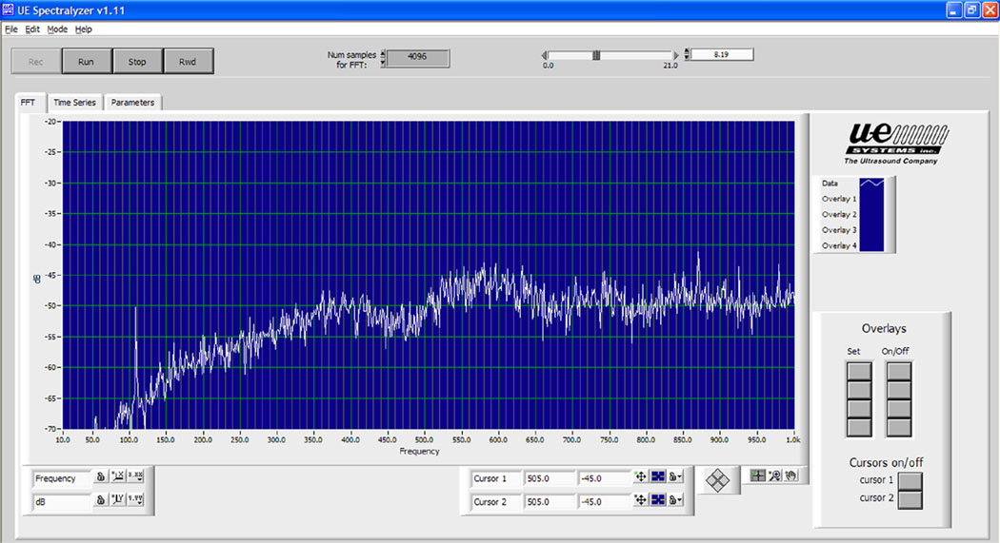 UE Spectralyzer v1.11
File Edit Mode Help
Rec Run Stop Rwd
Num samples for FFT: 4096
0.0 21.0 8.19
FFT Time Series Parameters
-20
-25
-30
-35
-40
-45
-50
-55
-60
-65
-70
dB
10.0 50.0 100.0 150.0 200.0 250.0 300.0 350.0 400.0 450.0 500.0 550.0 600.0 650.0 700.0 750.0 800.0 850.0 900.0 950.0 1.0k
Frequency
ue
SYSTEMS inc.
The Ultrasound Company
Data
Overlay 1
Overlay 2
Overlay 3
Overlay 4
Overlays
Set On/Off
Cursors on/off
cursor 1
cursor 2
Frequency
dB
Cursor 1 505.0 -45.0
Cursor 2 505.0 -45.0